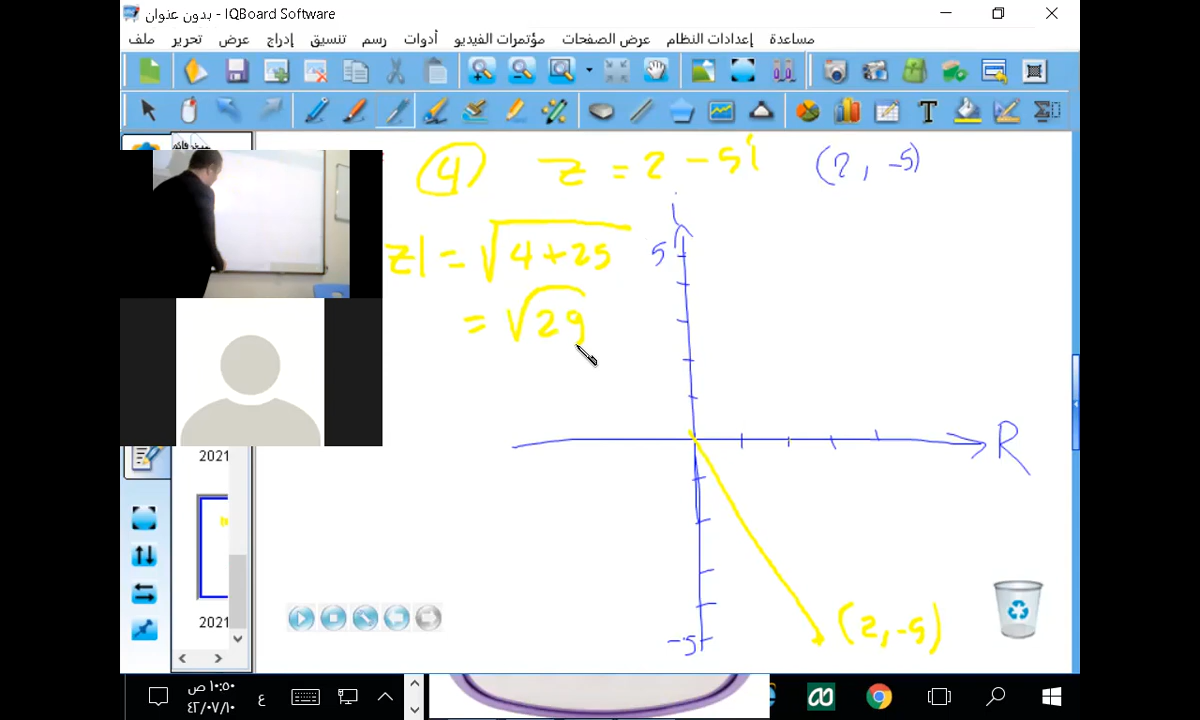 بدون عنوان - IQBoard Software
ملف تحرير عرض إدراج تنسيق رسم أدوات مؤتمرات الفيديو عرض الصفحات إعدادات النظام مساعدة
④ z = 2 - 5i (2, -5)
z| = √4+25
= √29
i
5
R
-5
(2,-5)
2021
2021
١٠:٥٠ ص
٤٢/٠٧/١٠
ع